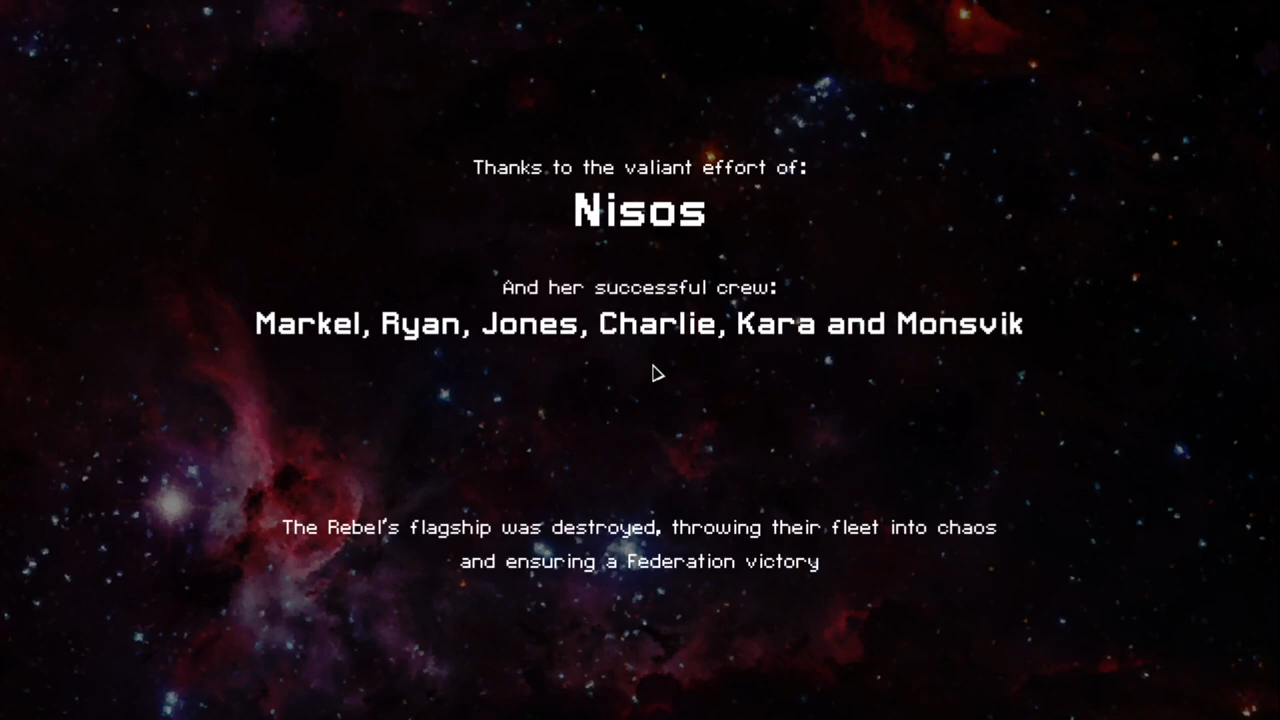 Thanks to the valiant effort of:
Nisos
And her successful crew:
Markel, Ryan, Jones, Charlie, Kara and Monsvik
The Rebel's flagship was destroyed, throwing their fleet into chaos
and ensuring a Federation victory